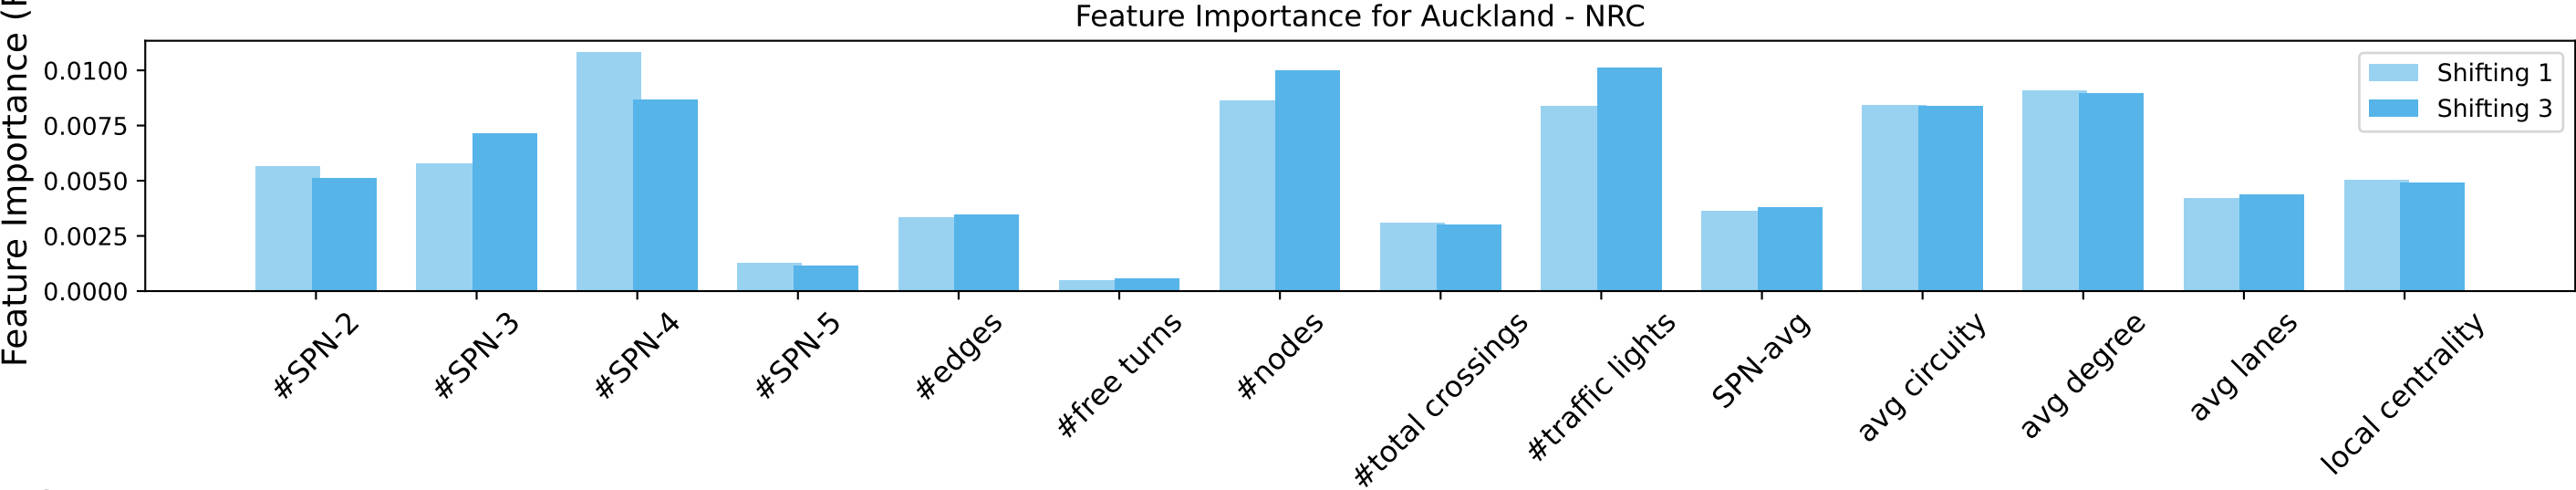 Feature Importance for Auckland - NRC
Feature Importance (
0.0100
0.0075
0.0050
0.0025
0.0000
Shifting 1
Shifting 3
#SPN-2
#SPN-3
#SPN-4
#SPN-5
#edges
#free turns
#nodes
#total crossings
#traffic lights
SPN-avg
avg circuity
avg degree
avg lanes
local centrality